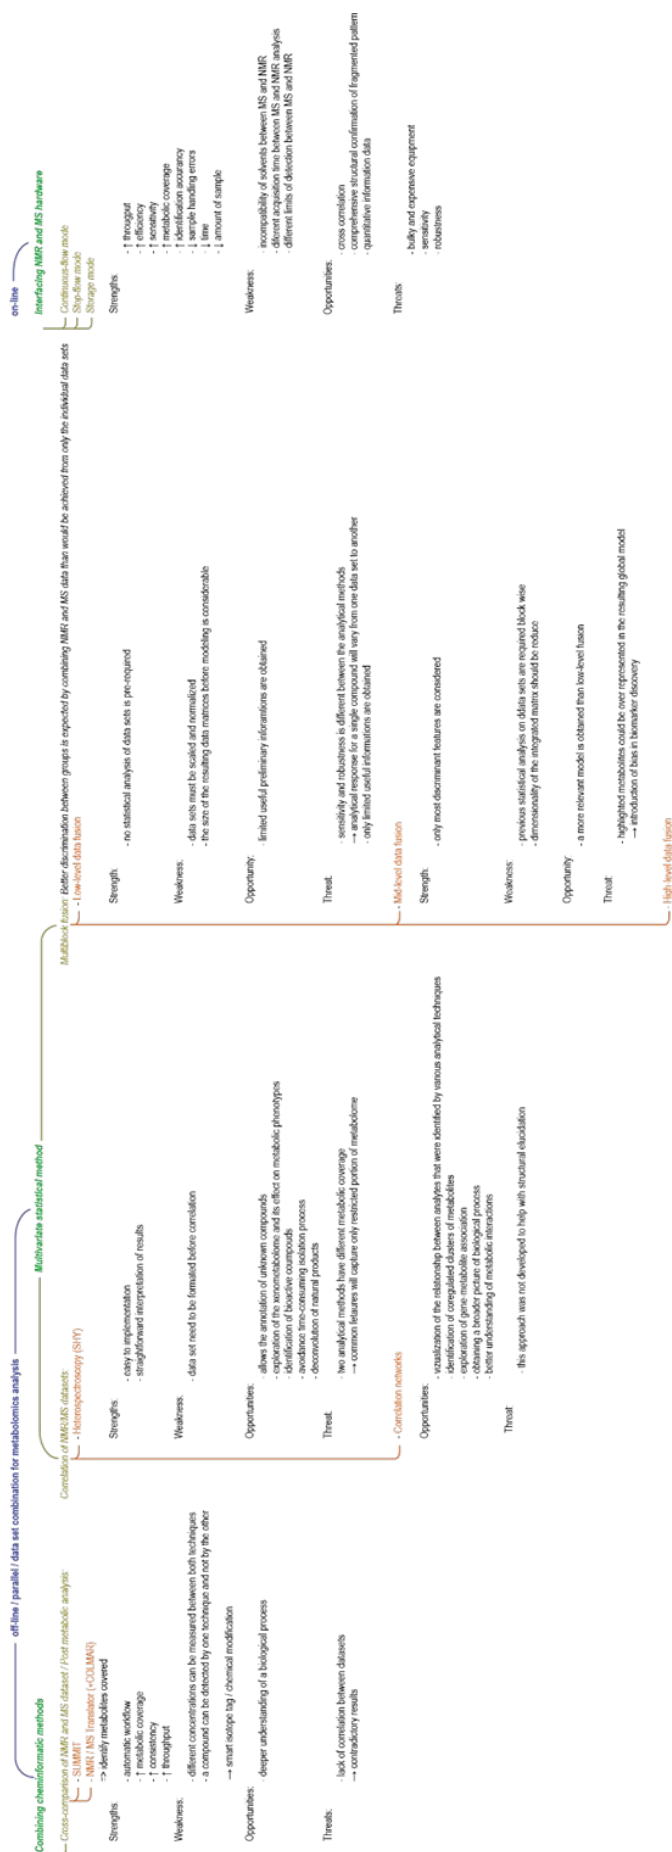 off-line / parallel / data set combination for metabolomics analysis
on-line
Combining cheminformatic methods
Cross-comparison of NMR and MS dataset / Post metabolic analysis:
- SUMMIT
- NMR / MS Translator (+COLMAR)
=> identify metabolites covered
Strengths:
- automatic workflow
- ↑ metabolic coverage
- ↑ consistency
- ↑ throughput
Weakness:
- different concentrations can be measured between both techniques
- a compound can be detected by one technique and not by the other
→ smart isotope tag / chemical modification
Opportunities:
- deeper understanding of a biological process
Threats:
- lack of correlation between datasets
→ contradictory results
Multivariate statistical method
Correlation of NMR/MS datasets:
- Heterospectroscopy (SHY)
Strengths:
- easy to implementation
- straightforward interpretation of results
Weakness:
- data set need to be formated before correlation
Opportunities:
- allows the annotation of unknown compounds
- exploration of the xenometabolome and its effect on metabolic phenotypes
- identification of bioactive coumpouds
- avoidance time-consuming isolation process
- deconvolution of natural products
Threat:
- two analytical methods have different metabolic coverage
→ common fetaures will capture only restricted portion of metabolome
- Correlation networks
Opportunities:
- vizualization of the relationship between analytes that were identified by various analytical techniques
- identification of coregulated clusters of metabolites
- exploration of gene-metabolite association
- obtaining a broader picture of biological process
- better understanding of metabolic interactions
Threat:
- this approach was not developed to help with structural elucidation
Multiblock fusion: Better discrimination between groups is expected by combining NMR and MS data than would be achieved from only the individual data sets
- Low-level data fusion
Strength:
- no statistical analysis of data sets is pre-required
Weakness:
- data sets must be scaled and normalized
- the size of the resulting data matrices before modeling is considerable
Opportunity:
- limited useful preliminary inforamtions are obtained
Threat:
- sensitivity and robustness is different between the analytical methods
→ analytical response for a single compound will vary from one data set to another
- only limited useful informations are obtained
- Mid-level data fusion
Strength:
- only most discriminant features are considered
Weakness:
- previous statistical analysis on ddata sets are required block wise
- dimensionality of the integrated matrix should be reduce
Opportunity:
- a more relevant model is obtained than low-level fusion
Threat:
- highlighted metabolites could be over represented in the resulting global model
→ introduction of bias in biomarker discovery
- High level data fusion
Interfacing NMR and MS hardware
Continuous-flow mode
Stop-flow mode
Storage mode
Strengths:
- ↑ througput
- ↑ efficiency
- ↑ sensitivity
- ↑ metabolic coverage
- ↑ identification accurancy
- ↓ sample handling errors
- ↓ time
- ↓ amount of sample
Weakness:
- incompatibility of solvents between MS and NMR
- diferent acquisition time between MS and NMR analysis
- different limits of detection between MS and NMR
Opportunities:
- cross correlation
- comprehensive structural confirmation of fragmented pattern
- quantitative information data
Threats:
- bulky and expensive equipment
- sensitivity
- robustness